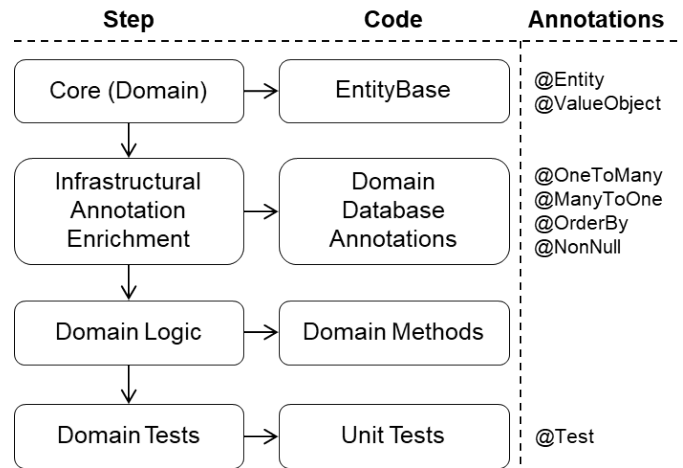 Step Code Annotations
Core (Domain) EntityBase @Entity
@ValueObject
Infrastructural
Annotation
Enrichment
Domain
Database
Annotations
@OneToMany
@ManyToOne
@OrderBy
@NonNull
Domain Logic Domain Methods
Domain Tests Unit Tests @Test